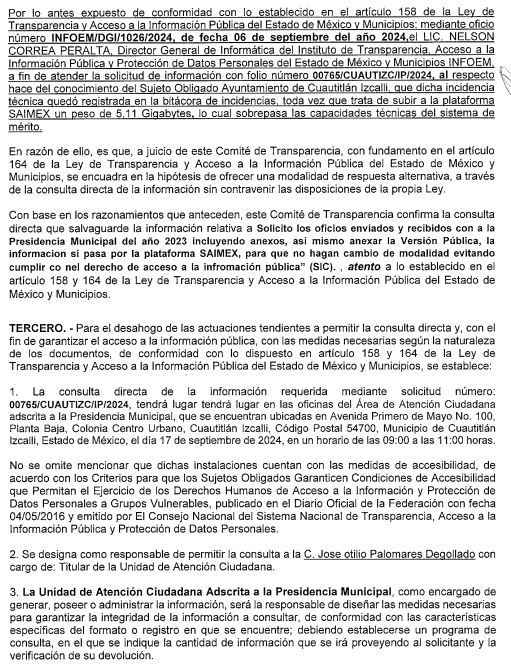 Por lo antes expuesto de conformidad con lo establecido en el artículo 158 de la Ley de
Transparencia y Acceso a la Información Pública del Estado de México y Municipios; mediante oficio
número INFOEM/DGI/1026/2024, de fecha 06 de septiembre del año 2024,el LIC. NELSON
CORREA PERALTA, Director General de Informática del Instituto de Transparencia, Acceso a la
Información Pública y Protección de Datos Personales del Estado de México y Municipios INFOEM,
a fin de atender la solicitud de información con folio número 00765/CUAUTIZC/IP/2024, al respecto
hace del conocimiento del Sujeto Obligado Ayuntamiento de Cuautitlán Izcalli, que dicha incidencia
técnica quedó registrada en la bitácora de incidencias, toda vez que trata de subir a la plataforma
SAIMEX un peso de 5.11 Gigabytes, lo cual sobrepasa las capacidades técnicas del sistema de
mérito.
En razón de ello, es que, a juicio de este Comité de Transparencia, con fundamento en el artículo
164 de la Ley de Transparencia y Acceso a la Información Pública del Estado de México y
Municipios, se encuadra en la hipótesis de ofrecer una modalidad de respuesta alternativa, a través
de la consulta directa de la información sin contravenir las disposiciones de la propia Ley.
Con base en los razonamientos que anteceden, este Comité de Transparencia confirma la consulta
directa que salvaguarde la información relativa a Solicito los oficios enviados y recibidos con a la
Presidencia Municipal del año 2023 incluyendo anexos, asi mismo anexar la Versión Pública, la
informacion si pasa por la plataforma SAIMEX, para que no hagan cambio de modalidad evitando
cumplir co nel derecho de acceso a la infromación pública” (SIC). , atento a lo establecido en el
artículo 158 y 164 de la Ley de Transparencia y Acceso a la Información Pública del Estado de
México y Municipios.
TERCERO. - Para el desahogo de las actuaciones tendientes a permitir la consulta directa y, con el
fin de garantizar el acceso a la información pública, con las medidas necesarias según la naturaleza
de los documentos, de conformidad con lo dispuesto en artículo 158 y 164 de la Ley de
Transparencia y Acceso a la Información Pública del Estado de México y Municipios, se establece:
1. La consulta directa de la información requerida mediante solicitud número:
00765/CUAUTIZC/IP/2024, tendrá lugar tendrá lugar en las oficinas del Área de Atención Ciudadana
adscrita a la Presidencia Municipal, que se encuentran ubicadas en Avenida Primero de Mayo No. 100,
Planta Baja, Colonia Centro Urbano, Cuautitlán Izcalli, Código Postal 54700, Municipio de Cuautitlán
Izcalli, Estado de México, el día 17 de septiembre de 2024, en un horario de las 09:00 a las 11:00 horas.
No se omite mencionar que dichas instalaciones cuentan con las medidas de accesibilidad, de
acuerdo con los Criterios para que los Sujetos Obligados Garanticen Condiciones de Accesibilidad
que Permitan el Ejercicio de los Derechos Humanos de Acceso a la Información y Protección de
Datos Personales a Grupos Vulnerables, publicado en el Diario Oficial de la Federación con fecha
04/05/2016 y emitido por El Consejo Nacional del Sistema Nacional de Transparencia, Acceso a la
Información Pública y Protección de Datos Personales.
2. Se designa como responsable de permitir la consulta a la C. Jose otilio Palomares Degollado con
cargo de: Titular de la Unidad de Atención Ciudadana.
3. La Unidad de Atención Ciudadana Adscrita a la Presidencia Municipal, como encargado de
generar, poseer o administrar la información, será la responsable de diseñar las medidas necesarias
para garantizar la integridad de la información a consultar, de conformidad con las características
específicas del formato o registro en que se encuentre; debiendo establecerse un programa de
consulta, en el que se indique la cantidad de información que se irá proveyendo al solicitante y la
verificación de su devolución.